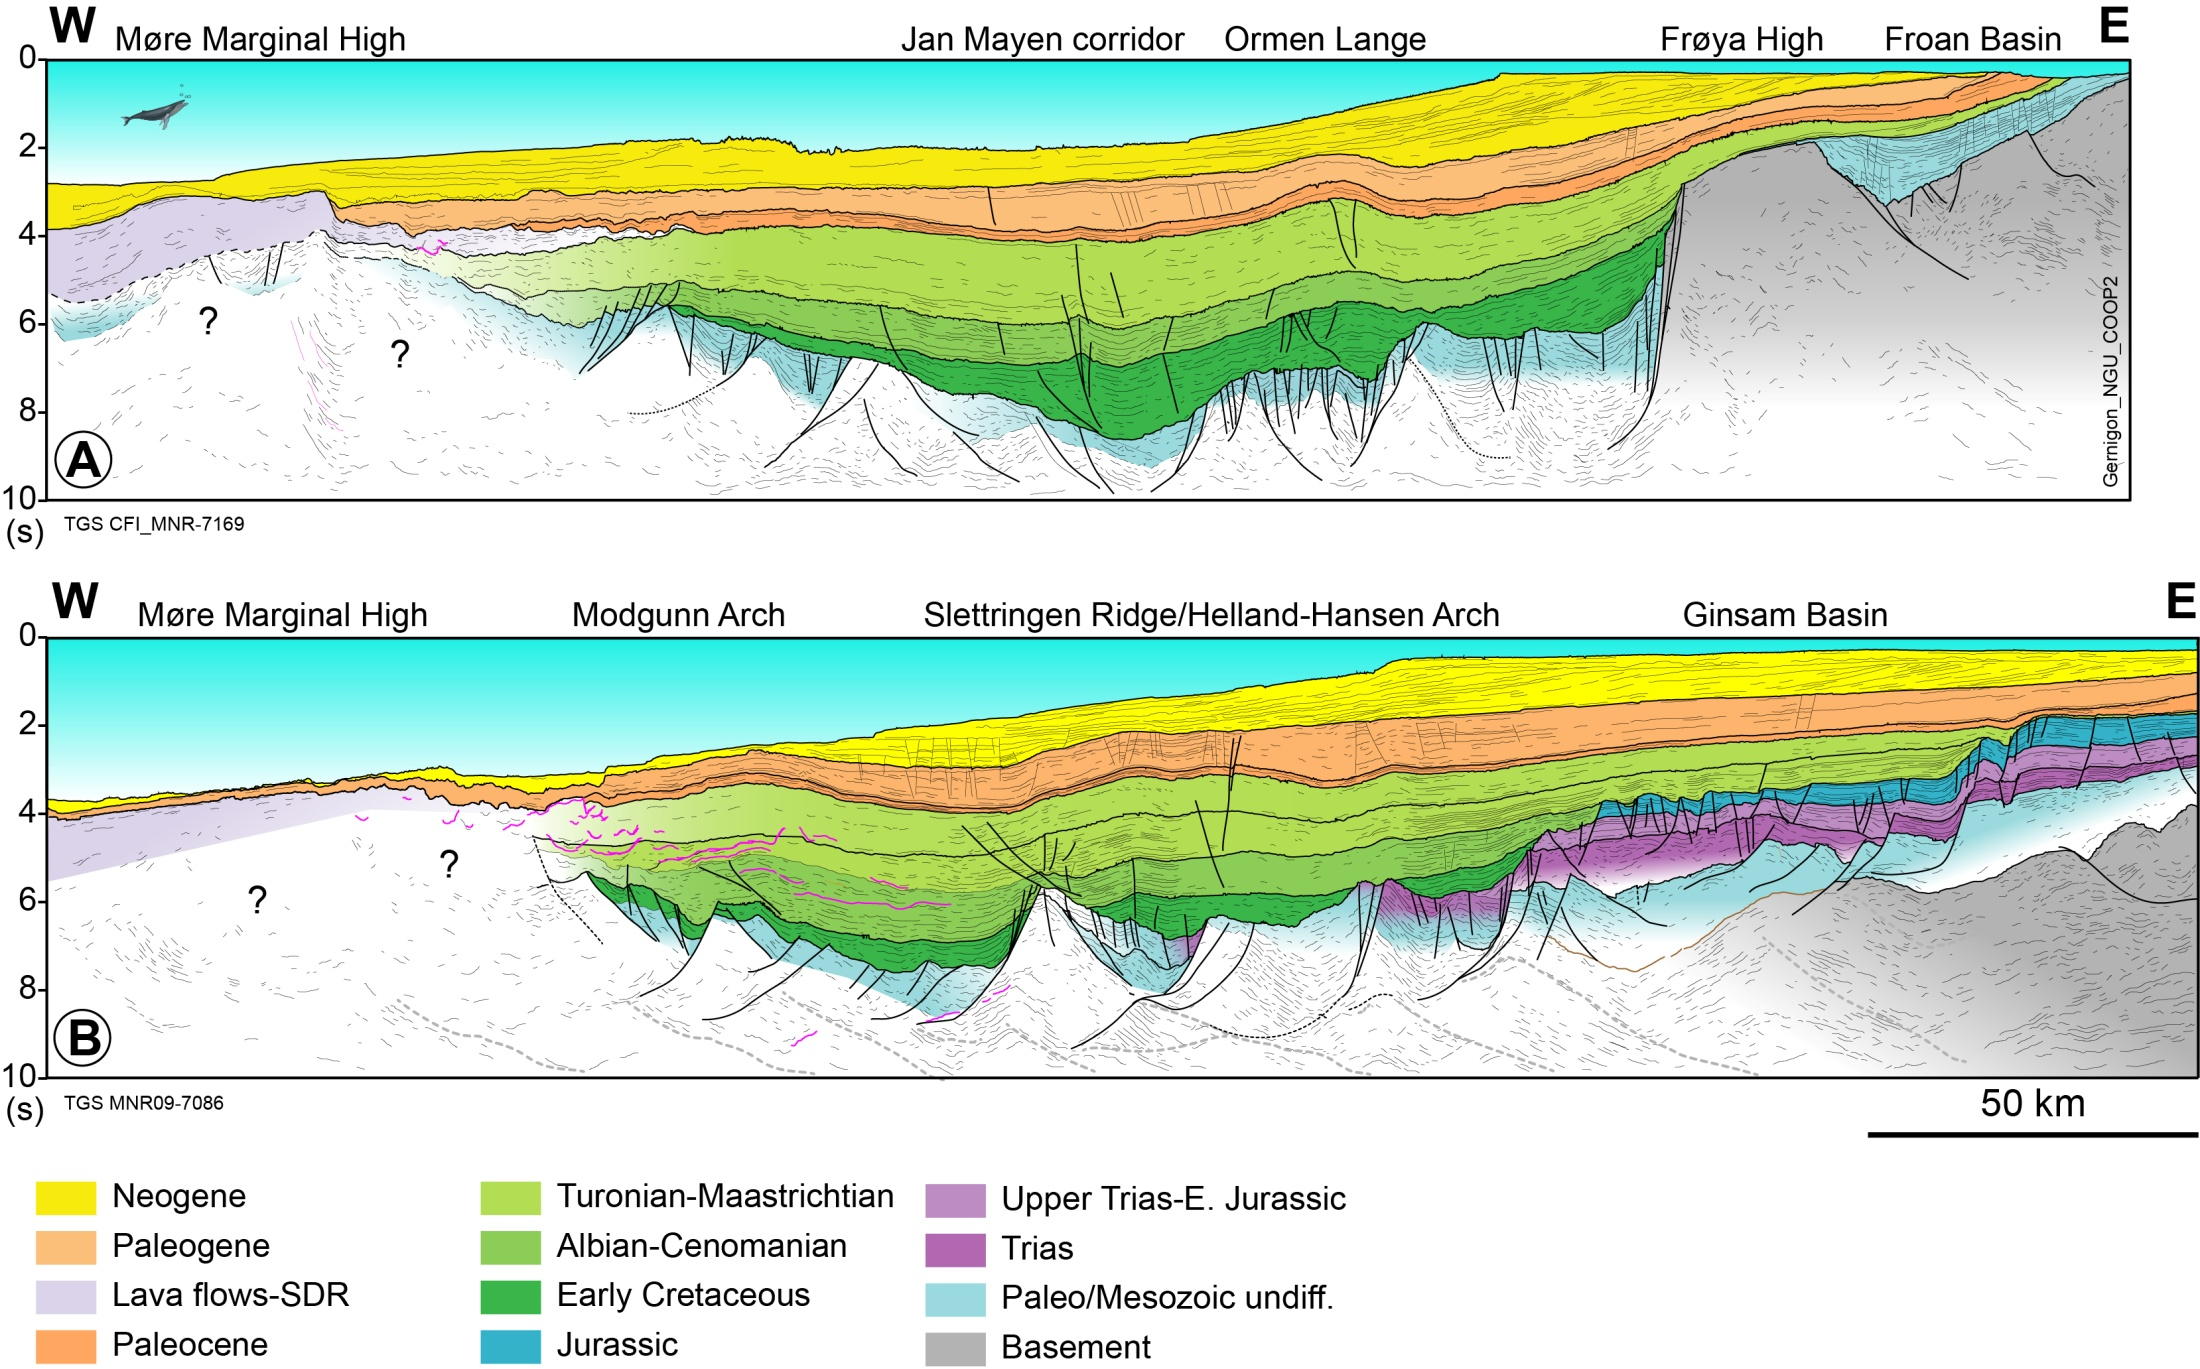 W E
Møre Marginal High Jan Mayen corridor Ormen Lange Frøya High Froan Basin
0
2
4
6
8
10
(s)
? ?
A
Gernigon_NGU_COOP2
TGS CFI_MNR-7169
W E
Møre Marginal High Modgunn Arch Slettringen Ridge/Helland-Hansen Arch Ginsam Basin
0
2
4
6
8
10
(s)
? ?
B
TGS MNR09-7086
50 km
Neogene
Paleogene
Lava flows-SDR
Paleocene
Turonian-Maastrichtian
Albian-Cenomanian
Early Cretaceous
Jurassic
Upper Trias-E. Jurassic
Trias
Paleo/Mesozoic undiff.
Basement